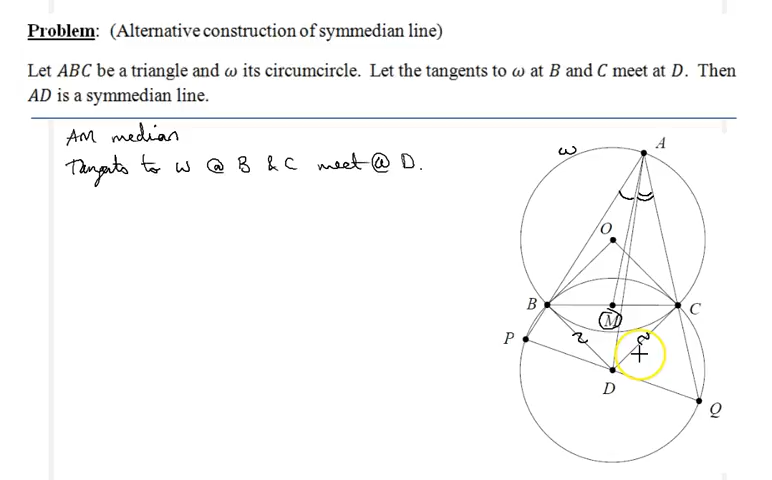 Problem: (Alternative construction of symmedian line)
Let ABC be a triangle and ω its circumcircle. Let the tangents to ω at B and C meet at D. Then
AD is a symmedian line.
AM median
Tangents to ω @ B & C meet @ D.
ω
A
O
B
C
M
P
D
Q